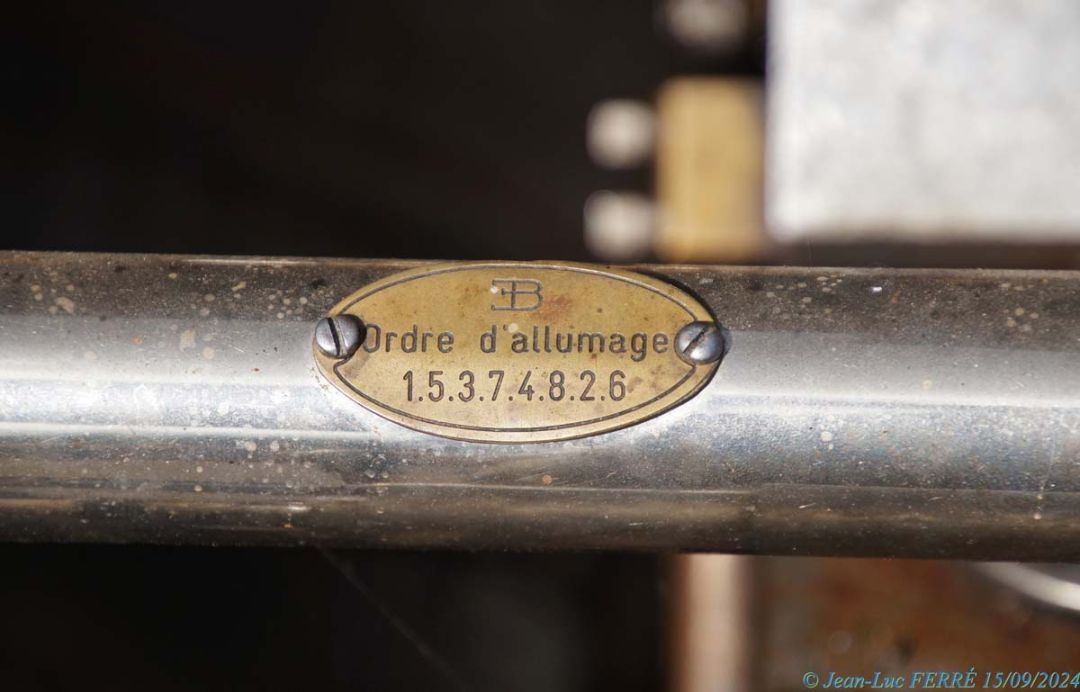 EB
Ordre d'allumage
1.5.3.7.4.8.2.6
© Jean-Luc FERRÉ 15/09/2024